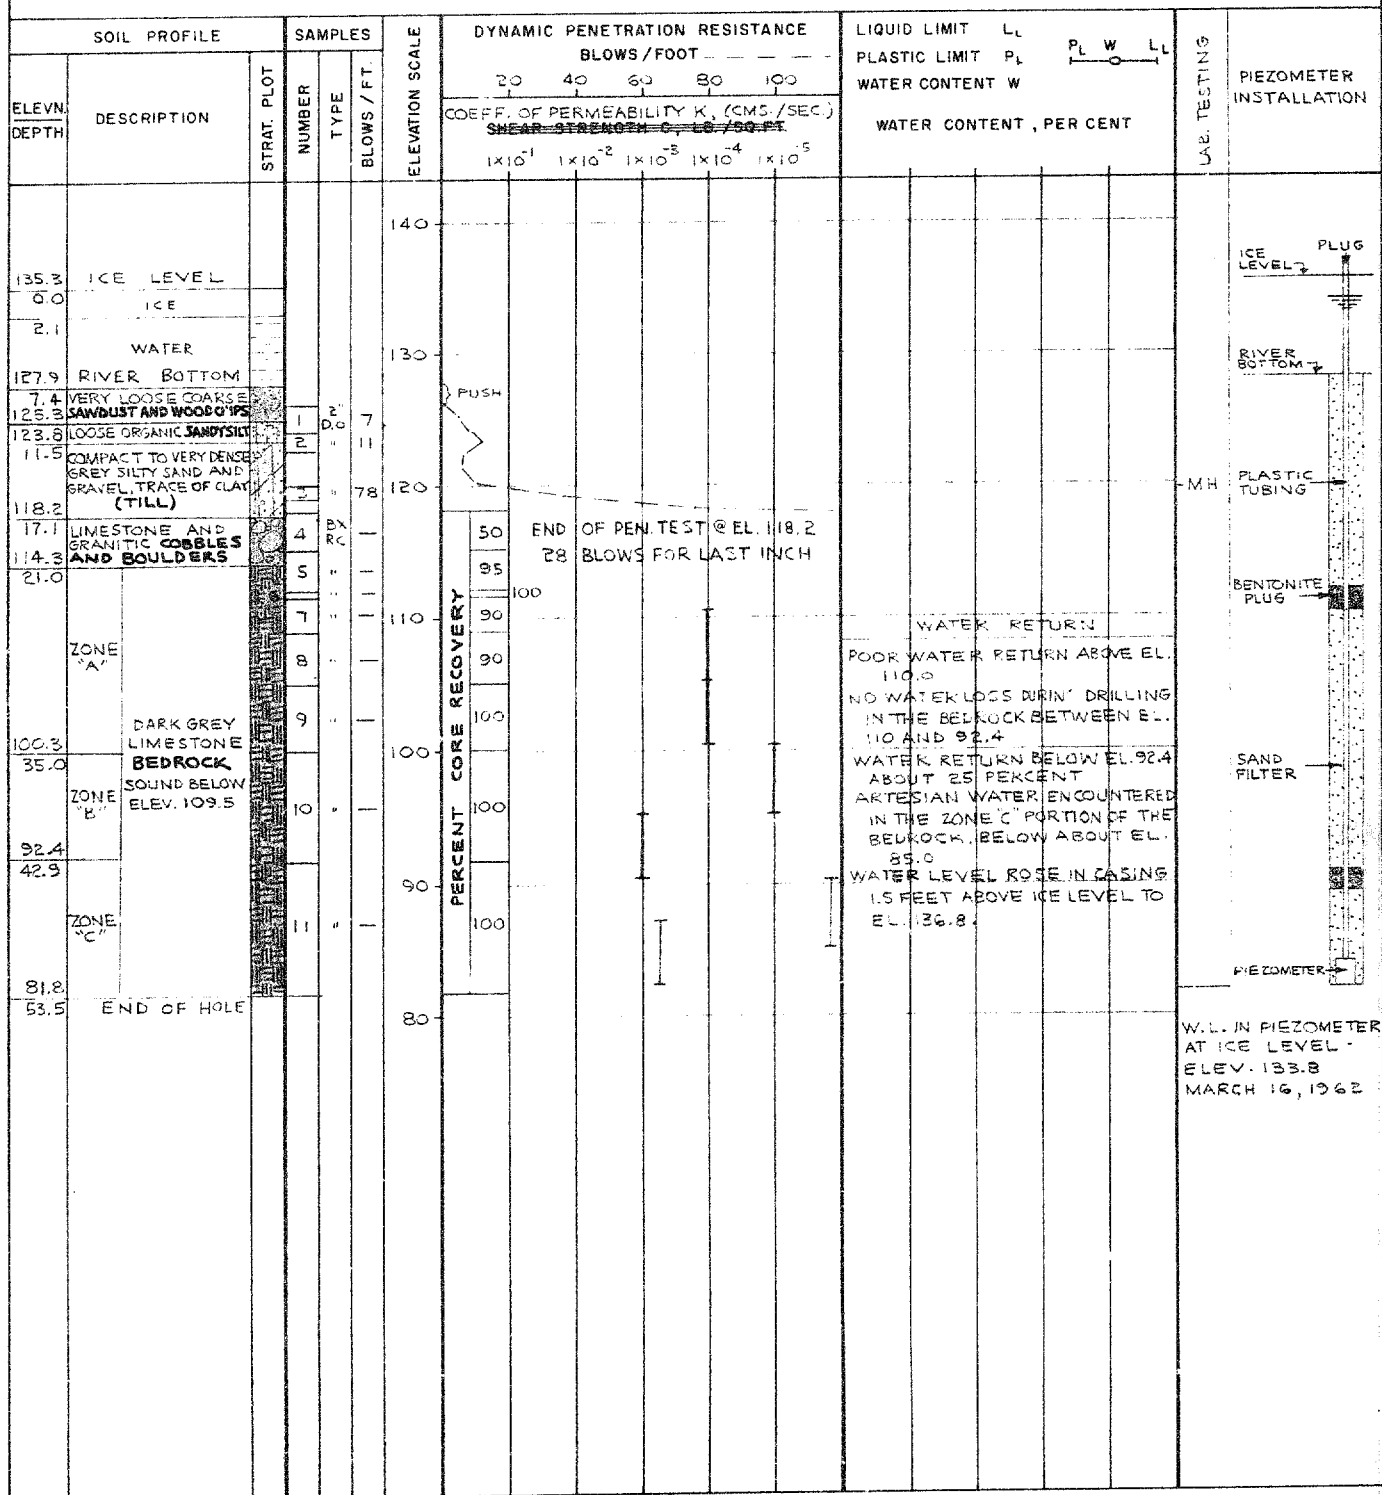 SOIL PROFILE
SAMPLES
ELEVN.
DEPTH
DESCRIPTION
STRAT. PLOT
NUMBER
TYPE
BLOWS / FT.
ELEVATION SCALE
DYNAMIC PENETRATION RESISTANCE
BLOWS / FOOT
20 40 60 80 100
COEFF. OF PERMEABILITY K, (CMS./SEC.)
SHEAR STRENGTH C, LB./SQ.FT.
1x10-1 1x10-2 1x10-3 1x10-4 1x10-5
LIQUID LIMIT LL
PLASTIC LIMIT PL
WATER CONTENT W
PL W LL
WATER CONTENT , PER CENT
LAB. TESTING
PIEZOMETER
INSTALLATION
135.3 ICE LEVEL
0.0
ICE
2.1
WATER
127.9 RIVER BOTTOM
7.4 VERY LOOSE COARSE
125.3 SAWDUST AND WOOD
123.8 LOOSE ORGANIC SANDY SILT
11.5 COMPACT TO VERY DENSE
GREY SILTY SAND AND
GRAVEL, TRACE OF CLAY
(TILL)
118.2
17.1 LIMESTONE AND
GRANITIC COBBLES
114.3 AND BOULDERS
21.0
ZONE
"A"
DARK GREY
100.3 LIMESTONE
35.0 BEDROCK
SOUND BELOW
ZONE ELEV. 109.5
"B"
92.4
42.9
ZONE
"C"
81.8
53.5 END OF HOLE
1 2" D.O 7
2 " 11
3 " 78
4 BX RC —
5 " —
" —
7 " —
8 " —
9 " —
10 " —
11 " —
140
130
120
110
100
90
80
PUSH
END OF PEN. TEST @ EL. 118.2
28 BLOWS FOR LAST INCH
PERCENT CORE RECOVERY
50
95
100
90
90
100
100
100
WATER RETURN
POOR WATER RETURN ABOVE EL.
110.0
NO WATER LOSS DURIN' DRILLING
IN THE BEDROCK BETWEEN EL.
110 AND 92.4
WATER RETURN BELOW EL. 92.4
ABOUT 25 PERCENT
ARTESIAN WATER ENCOUNTERED
IN THE ZONE "C" PORTION OF THE
BEDROCK, BELOW ABOUT EL.
85.0
WATER LEVEL ROSE IN CASING
1.5 FEET ABOVE ICE LEVEL TO
EL. 136.8.
MH
ICE
LEVEL
PLUG
RIVER
BOTTOM
PLASTIC
TUBING
BENTONITE
PLUG
SAND
FILTER
PIEZOMETER
W.L. IN PIEZOMETER
AT ICE LEVEL -
ELEV. 133.8
MARCH 16, 1962